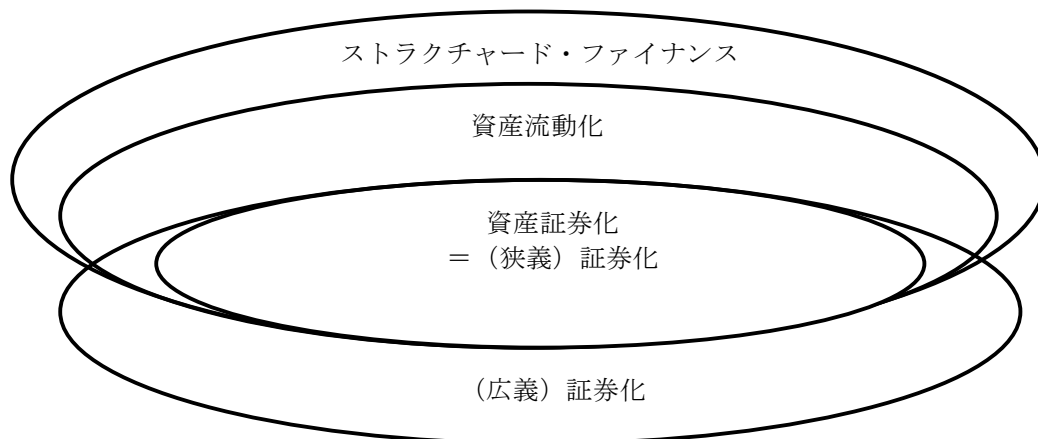 ストラクチャード・ファイナンス
資産流動化
資産証券化
＝（狭義）証券化
（広義）証券化